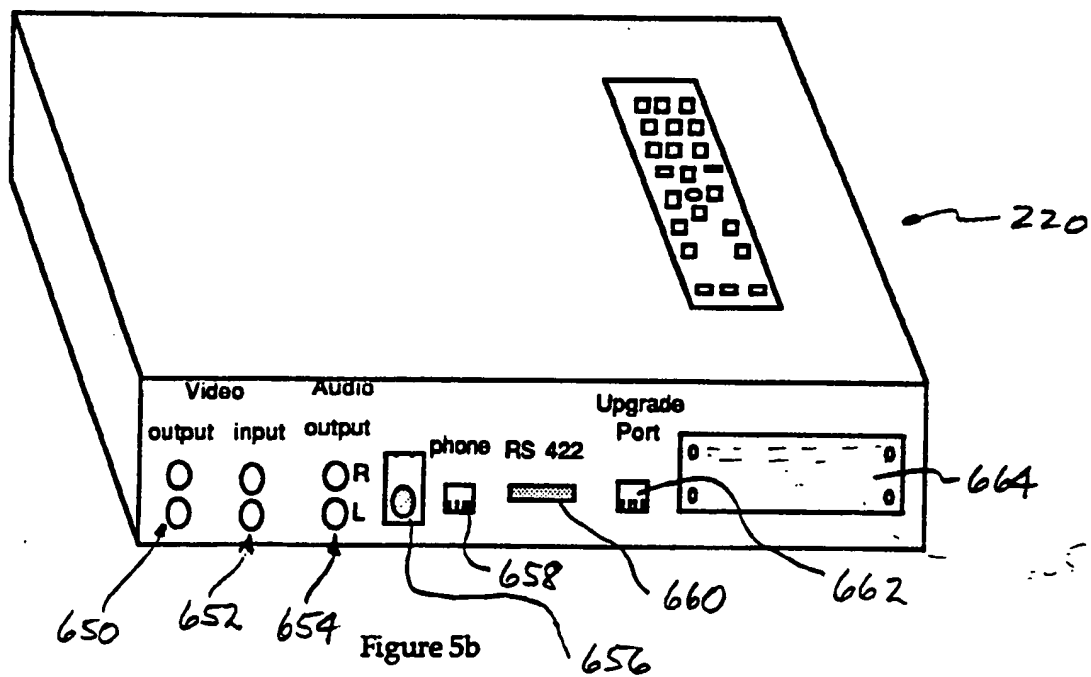 220
Video Audio
output input output
R
L
phone RS 422
Upgrade
Port
664
650
652
654
658
660
662
656
Figure 5b